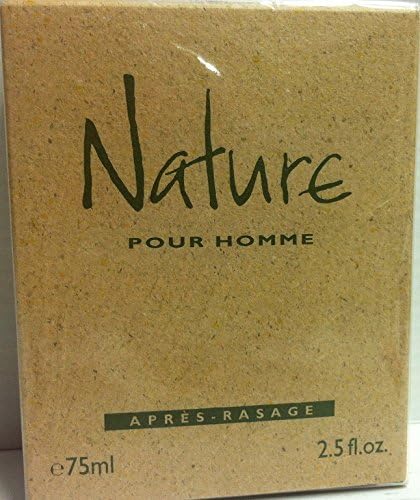 Nature
POUR HOMME
APRÈS-RASAGE
℮75ml 2.5 fl.oz.